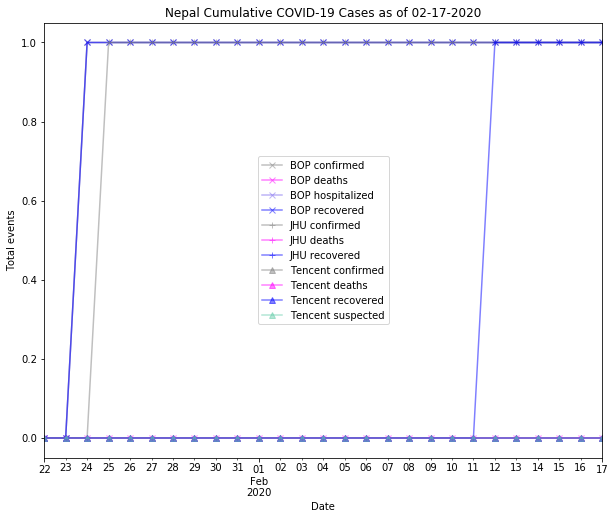 Nepal Cumulative COVID-19 Cases as of 02-17-2020
1.0
0.8
0.6
0.4
0.2
0.0
Total events
BOP confirmed
BOP deaths
BOP hospitalized
BOP recovered
JHU confirmed
JHU deaths
JHU recovered
Tencent confirmed
Tencent deaths
Tencent recovered
Tencent suspected
22 23 24 25 26 27 28 29 30 31 01 02 03 04 05 06 07 08 09 10 11 12 13 14 15 16 17
Feb
2020
Date